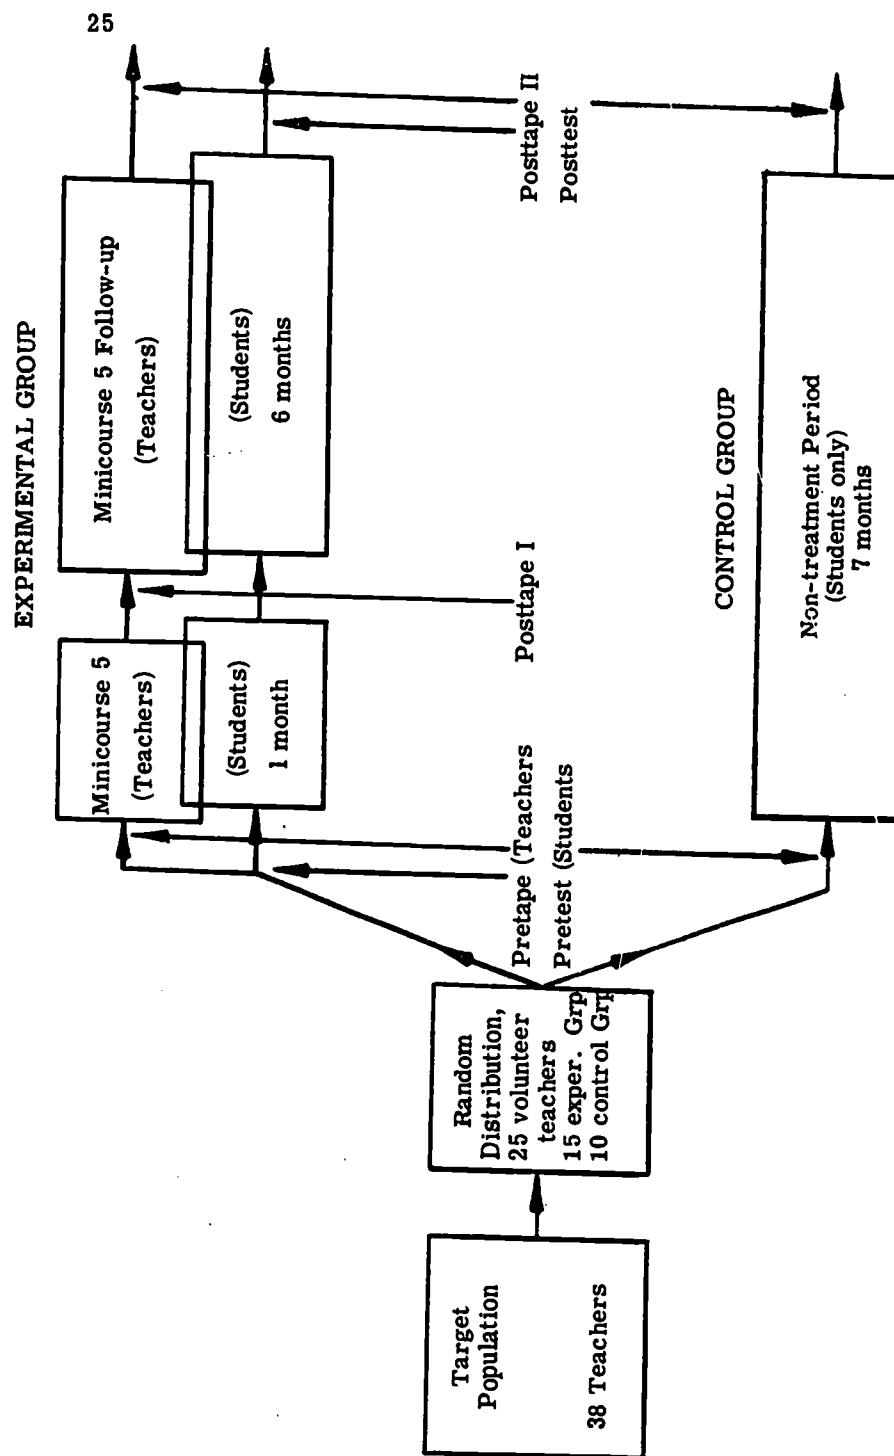 25
EXPERIMENTAL GROUP
Minicourse 5
(Teachers)
(Students)
1 month
Minicourse 5 Follow-up
(Teachers)
(Students)
6 months
Target
Population
38 Teachers
Random
Distribution,
25 volunteer
teachers
15 exper. Grp
10 control Grp
Pretape (Teachers
Pretest (Students
Posttape I
Posttape II
Posttest
CONTROL GROUP
Non-treatment Period
(Students only)
7 months